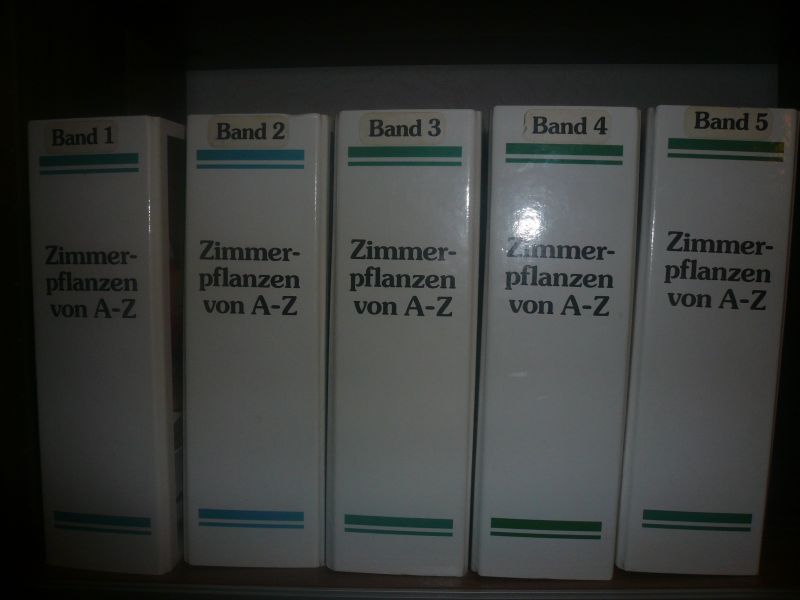 Band 1
Zimmer-
pflanzen
von A-Z
Band 2
Zimmer-
pflanzen
von A-Z
Band 3
Zimmer-
pflanzen
von A-Z
Band 4
Zimmer-
pflanzen
von A-Z
Band 5
Zimmer-
pflanzen
von A-Z